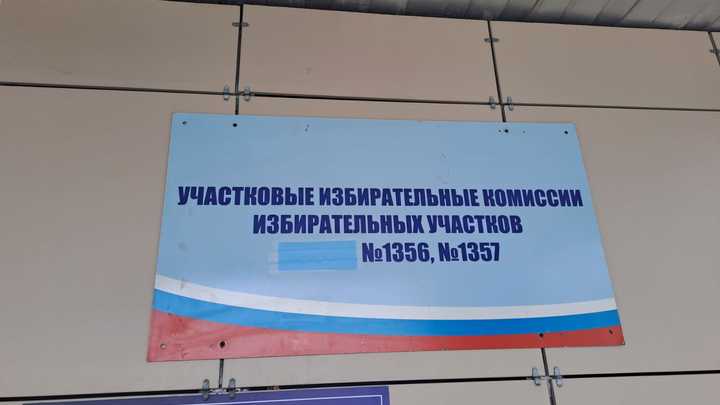 УЧАСТКОВЫЕ ИЗБИРАТЕЛЬНЫЕ КОМИССИИ
ИЗБИРАТЕЛЬНЫХ УЧАСТКОВ
№1356, №1357